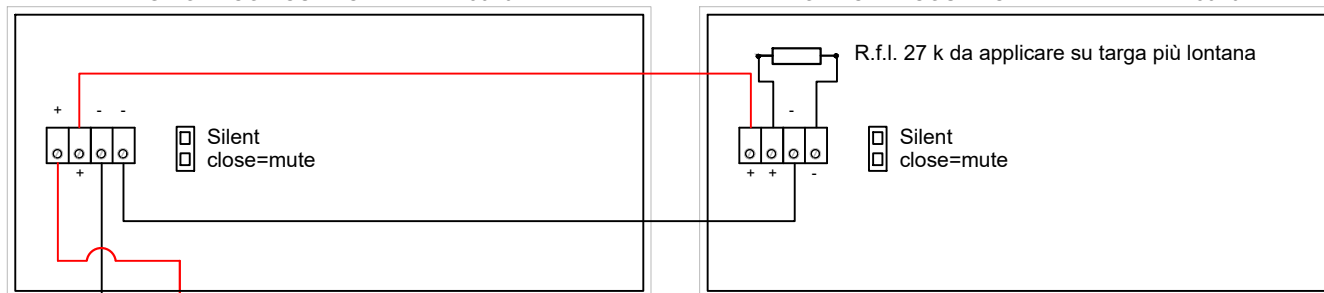 R.f.l. 27 k da applicare su targa più lontana
+ - -
-
Silent
close=mute
Silent
close=mute
+
+ + -